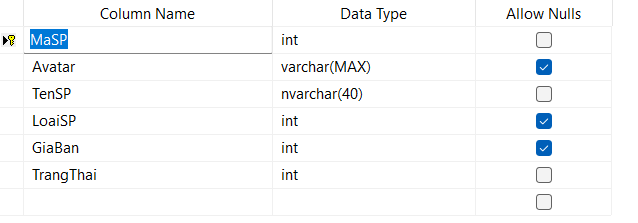 Column Name Data Type Allow Nulls
MaSP int
Avatar varchar(MAX)
TenSP nvarchar(40)
LoaiSP int
GiaBan int
TrangThai int